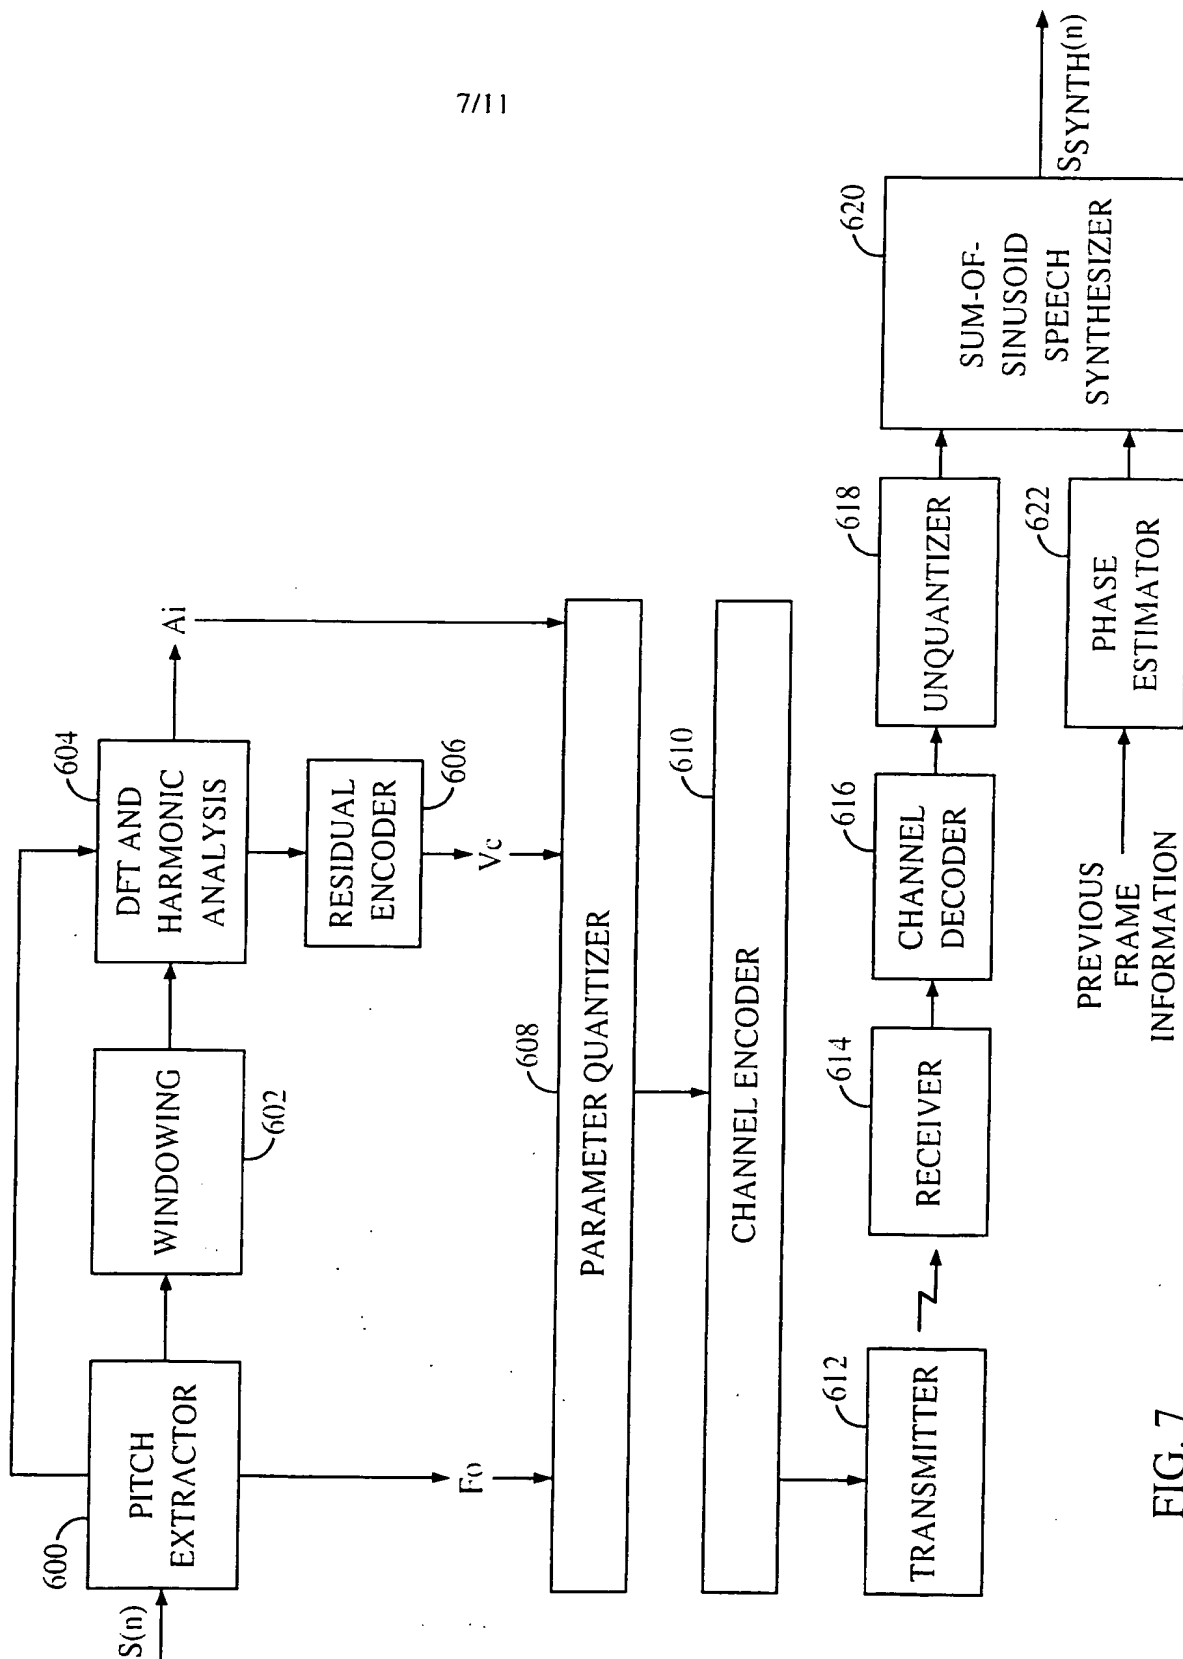 7/11
S(n)
600
PITCH
EXTRACTOR
WINDOWING
602
604
DFT AND
HARMONIC
ANALYSIS
Ai
RESIDUAL
ENCODER
606
Vc
Fo
608
PARAMETER QUANTIZER
610
CHANNEL ENCODER
612
TRANSMITTER
614
RECEIVER
616
CHANNEL
DECODER
618
UNQUANTIZER
620
SUM-OF-
SINUSOID
SPEECH
SYNTHESIZER
SSYNTH(n)
622
PHASE
ESTIMATOR
PREVIOUS
FRAME
INFORMATION
FIG. 7